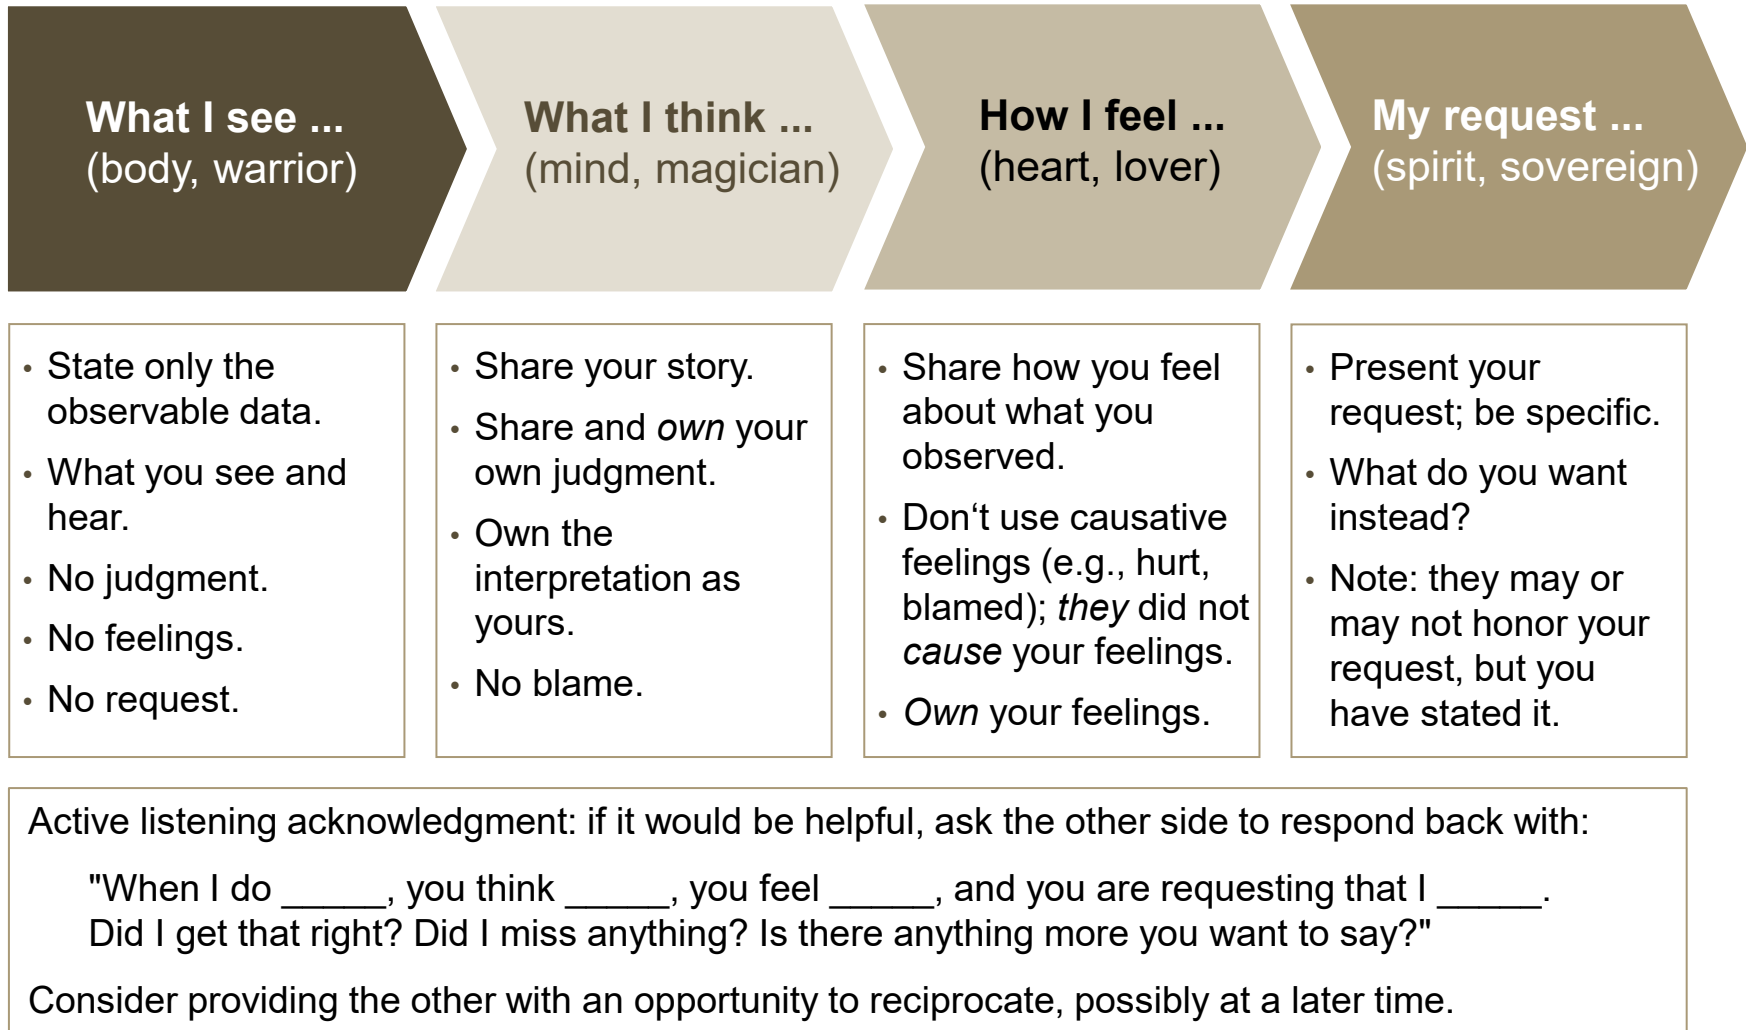 What I see ...
(body, warrior)
What I think ...
(mind, magician)
How I feel ...
(heart, lover)
My request ...
(spirit, sovereign)
• State only the
observable data.
• What you see and
hear.
• No judgment.
• No feelings.
• No request.
• Share your story.
• Share and own your
own judgment.
• Own the
interpretation as
yours.
• No blame.
• Share how you feel
about what you
observed.
• Don‘t use causative
feelings (e.g., hurt,
blamed); they did not
cause your feelings.
• Own your feelings.
• Present your
request; be specific.
• What do you want
instead?
• Note: they may or
may not honor your
request, but you
have stated it.
Active listening acknowledgment: if it would be helpful, ask the other side to respond back with:
"When I do _____, you think _____, you feel _____, and you are requesting that I _____.
Did I get that right? Did I miss anything? Is there anything more you want to say?"
Consider providing the other with an opportunity to reciprocate, possibly at a later time.